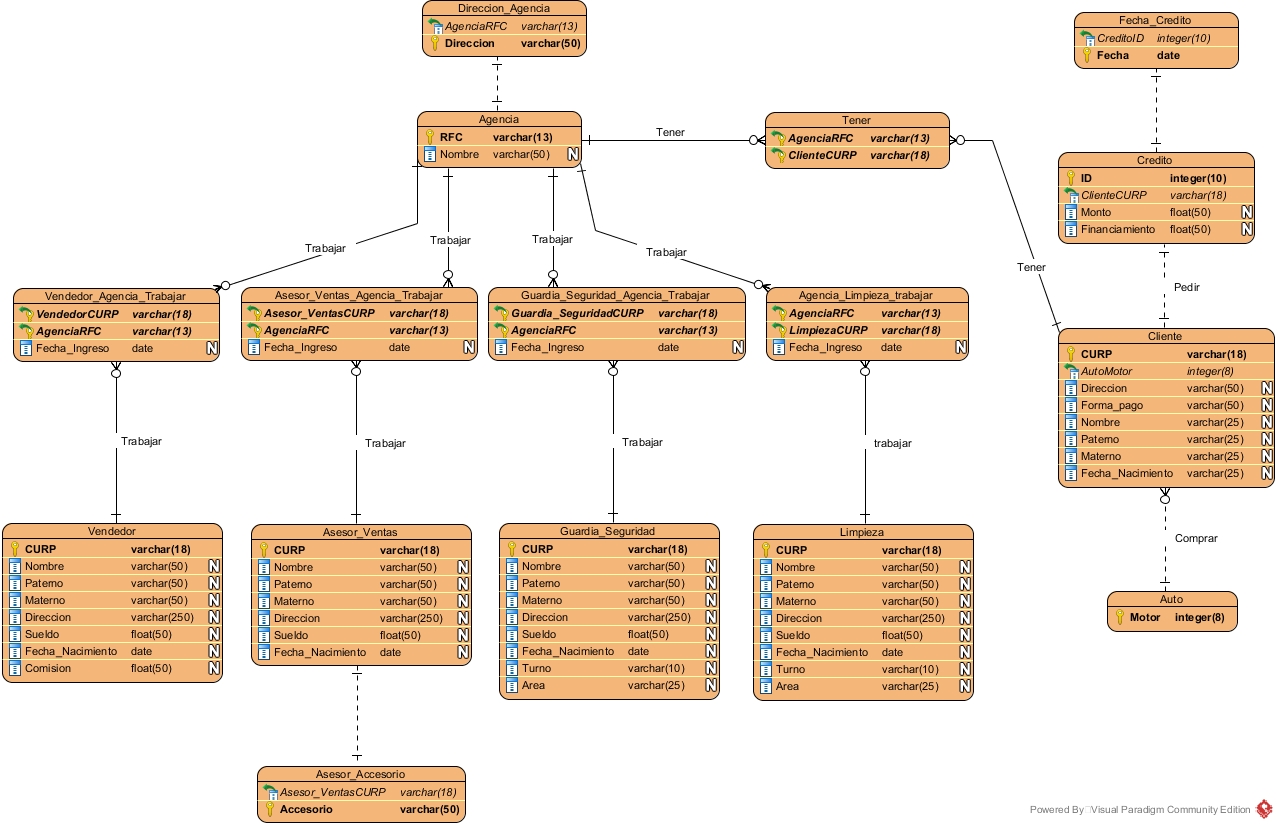 Direccion_Agencia
AgenciaRFC varchar(13)
Direccion varchar(50)
Fecha_Credito
CreditoID integer(10)
Fecha date
Agencia
RFC varchar(13)
Nombre varchar(50) N
Tener
Tener
AgenciaRFC varchar(13)
ClienteCURP varchar(18)
Credito
ID integer(10)
ClienteCURP varchar(18)
Monto float(50) N
Financiamiento float(50) N
Trabajar
Trabajar
Trabajar
Trabajar
Tener
Pedir
Vendedor_Agencia_Trabajar
VendedorCURP varchar(18)
AgenciaRFC varchar(13)
Fecha_Ingreso date N
Asesor_Ventas_Agencia_Trabajar
Asesor_VentasCURP varchar(18)
AgenciaRFC varchar(13)
Fecha_Ingreso date N
Guardia_Seguridad_Agencia_Trabajar
Guardia_SeguridadCURP varchar(18)
AgenciaRFC varchar(13)
Fecha_Ingreso date N
Agencia_Limpieza_trabajar
AgenciaRFC varchar(13)
LimpiezaCURP varchar(18)
Fecha_Ingreso date N
Cliente
CURP varchar(18)
AutoMotor integer(8)
Direccion varchar(50) N
Forma_pago varchar(50) N
Nombre varchar(25) N
Paterno varchar(25) N
Materno varchar(25) N
Fecha_Nacimiento varchar(25) N
Trabajar
Trabajar
Trabajar
trabajar
Comprar
Vendedor
CURP varchar(18)
Nombre varchar(50) N
Paterno varchar(50) N
Materno varchar(50) N
Direccion varchar(250) N
Sueldo float(50) N
Fecha_Nacimiento date N
Comision float(50) N
Asesor_Ventas
CURP varchar(18)
Nombre varchar(50) N
Paterno varchar(50) N
Materno varchar(50) N
Direccion varchar(250) N
Sueldo float(50) N
Fecha_Nacimiento date N
Guardia_Seguridad
CURP varchar(18)
Nombre varchar(50) N
Paterno varchar(50) N
Materno varchar(50) N
Direccion varchar(250) N
Sueldo float(50) N
Fecha_Nacimiento date N
Turno varchar(10) N
Area varchar(25) N
Limpieza
CURP varchar(18)
Nombre varchar(50) N
Paterno varchar(50) N
Materno varchar(50) N
Direccion varchar(250) N
Sueldo float(50) N
Fecha_Nacimiento date N
Turno varchar(10) N
Area varchar(25) N
Auto
Motor integer(8)
Asesor_Accesorio
Asesor_VentasCURP varchar(18)
Accesorio varchar(50)
Powered By Visual Paradigm Community Edition